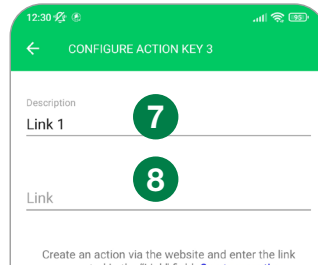 12:30
95
CONFIGURE ACTION KEY 3
Description
Link 1
7
8
Link
Create an action via the website and enter the link